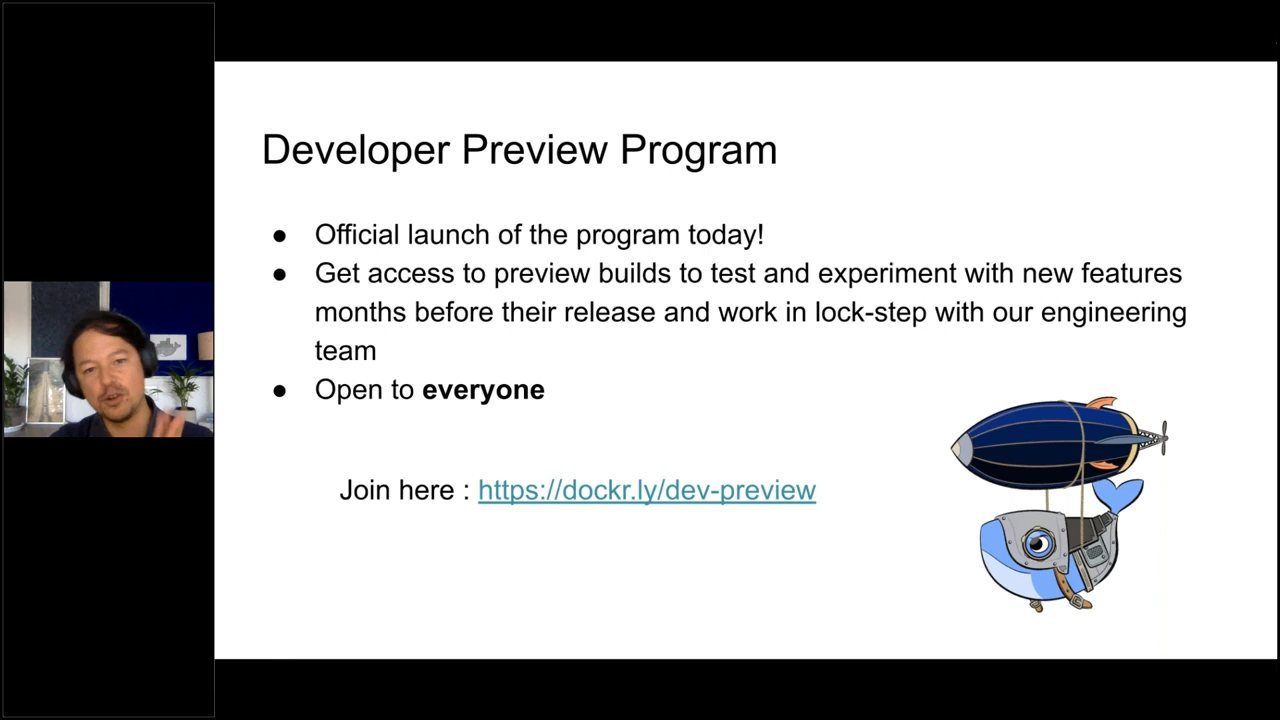 Developer Preview Program
● Official launch of the program today!
● Get access to preview builds to test and experiment with new features
months before their release and work in lock-step with our engineering
team
● Open to everyone
Join here : https://dockr.ly/dev-preview